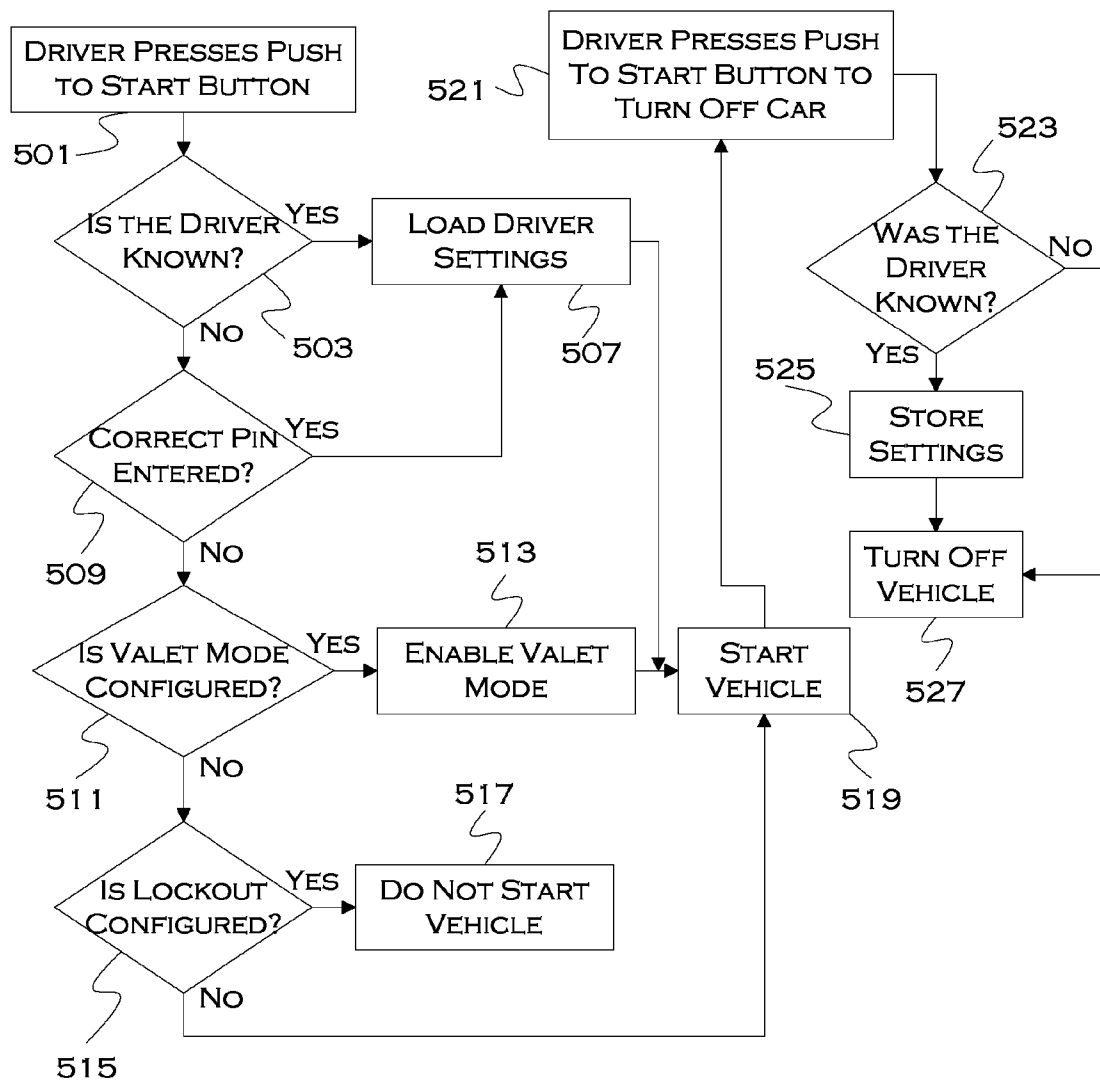 DRIVER PRESSES PUSH
TO START BUTTON
501
IS THE DRIVER
KNOWN?
YES
NO
503
LOAD DRIVER
SETTINGS
507
CORRECT PIN
ENTERED?
YES
NO
509
IS VALET MODE
CONFIGURED?
YES
NO
511
513
ENABLE VALET
MODE
IS LOCKOUT
CONFIGURED?
YES
NO
515
517
DO NOT START
VEHICLE
START
VEHICLE
519
DRIVER PRESSES PUSH
TO START BUTTON TO
TURN OFF CAR
521
523
WAS THE
DRIVER
KNOWN?
NO
YES
525
STORE
SETTINGS
TURN OFF
VEHICLE
527